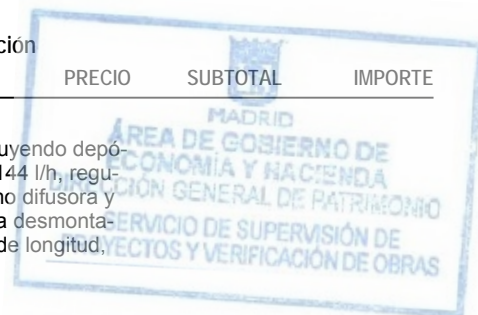 ción
PRECIO SUBTOTAL IMPORTE
uyendo depó-
144 l/h, regu-
no difusora y
a desmonta-
de longitud,
MADRID
ÁREA DE GOBIERNO DE
ECONOMÍA Y HACIENDA
DIRECCIÓN GENERAL DE PATRIMONIO
SERVICIO DE SUPERVISIÓN DE
PROYECTOS Y VERIFICACIÓN DE OBRAS